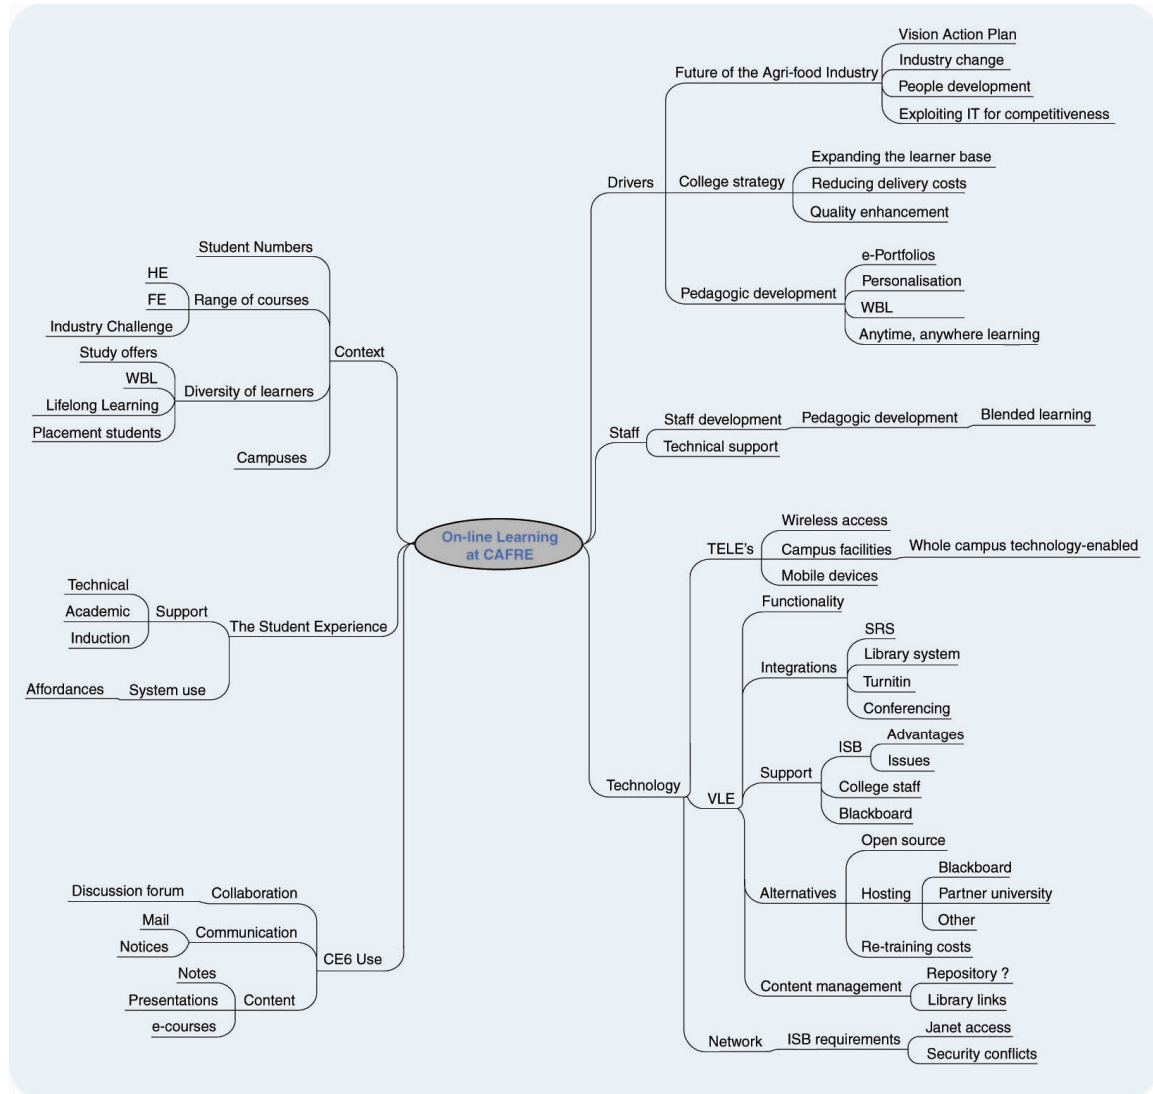 On-line Learning
at CAFRE
Drivers
Future of the Agri-food Industry
Vision Action Plan
Industry change
People development
Exploiting IT for competitiveness
College strategy
Expanding the learner base
Reducing delivery costs
Quality enhancement
Pedagogic development
e-Portfolios
Personalisation
WBL
Anytime, anywhere learning
Staff
Staff development
Pedagogic development
Blended learning
Technical support
Technology
TELE's
Wireless access
Campus facilities
Whole campus technology-enabled
Mobile devices
VLE
Functionality
Integrations
SRS
Library system
Turnitin
Conferencing
Support
ISB
Advantages
Issues
College staff
Blackboard
Alternatives
Open source
Hosting
Blackboard
Partner university
Other
Re-training costs
Content management
Repository ?
Library links
Network
ISB requirements
Janet access
Security conflicts
Context
Student Numbers
Range of courses
HE
FE
Industry Challenge
Diversity of learners
Study offers
WBL
Lifelong Learning
Placement students
Campuses
The Student Experience
Support
Technical
Academic
Induction
System use
Affordances
CE6 Use
Collaboration
Discussion forum
Communication
Mail
Notices
Content
Notes
Presentations
e-courses